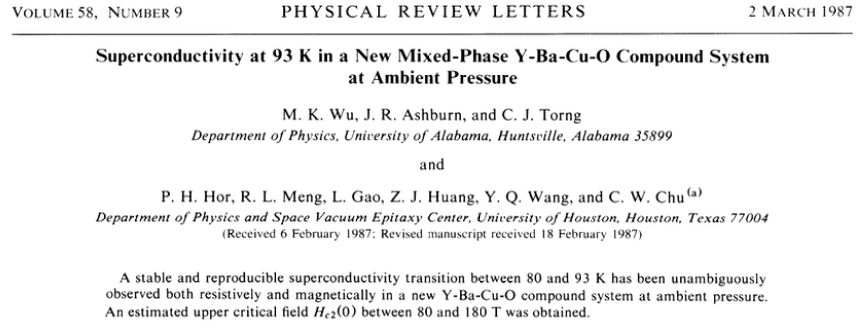 VOLUME 58, NUMBER 9 PHYSICAL REVIEW LETTERS 2 MARCH 1987
Superconductivity at 93 K in a New Mixed-Phase Y-Ba-Cu-O Compound System
at Ambient Pressure
M. K. Wu, J. R. Ashburn, and C. J. Torng
Department of Physics, University of Alabama, Huntsville, Alabama 35899
and
P. H. Hor, R. L. Meng, L. Gao, Z. J. Huang, Y. Q. Wang, and C. W. Chu (a)
Department of Physics and Space Vacuum Epitaxy Center, University of Houston, Houston, Texas 77004
(Received 6 February 1987; Revised manuscript received 18 February 1987)
A stable and reproducible superconductivity transition between 80 and 93 K has been unambiguously
observed both resistively and magnetically in a new Y-Ba-Cu-O compound system at ambient pressure.
An estimated upper critical field Hc2(0) between 80 and 180 T was obtained.